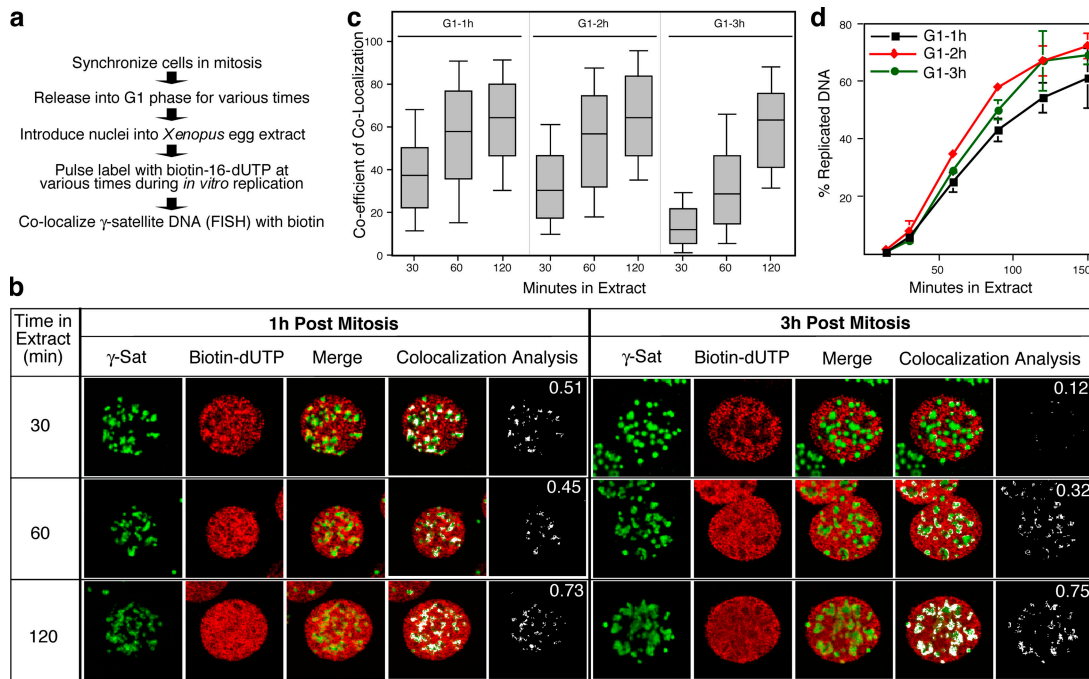 a
Synchronize cells in mitosis
Release into G1 phase for various times
Introduce nuclei into Xenopus egg extract
Pulse label with biotin-16-dUTP at
various times during in vitro replication
Co-localize γ-satellite DNA (FISH) with biotin
c
G1-1h G1-2h G1-3h
Co-efficient of Co-Localization
100
80
60
40
20
0
30 60 120 30 60 120 30 60 120
Minutes in Extract
d
G1-1h
G1-2h
G1-3h
% Replicated DNA
80
60
40
20
50 100 150
Minutes in Extract
b
Time in
Extract
(min)
1h Post Mitosis
3h Post Mitosis
γ-Sat Biotin-dUTP Merge Colocalization Analysis
γ-Sat Biotin-dUTP Merge Colocalization Analysis
30 0.51 0.12
60 0.45 0.32
120 0.73 0.75